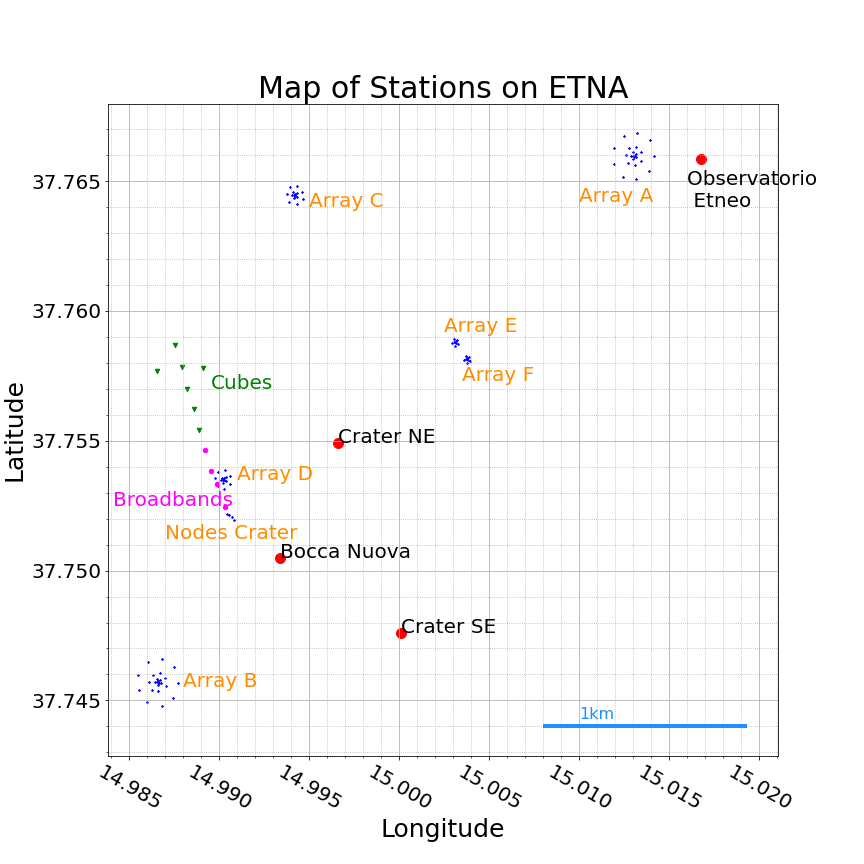 Map of Stations on ETNA
Observatorio
Etneo
Array A
Array C
37.765
Array E
37.760
Array F
Cubes
Crater NE
37.755
Array D
Broadbands
Nodes Crater
Bocca Nuova
37.750
Crater SE
Array B
37.745
1km
Latitude
14.985
14.990
14.995
15.000
15.005
15.010
15.015
15.020
Longitude